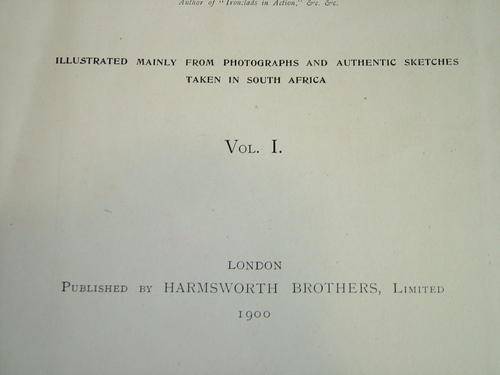 Author of "Ironclads in Action," &c. &c.
ILLUSTRATED MAINLY FROM PHOTOGRAPHS AND AUTHENTIC SKETCHES
TAKEN IN SOUTH AFRICA
VOL. I.
LONDON
PUBLISHED BY HARMSWORTH BROTHERS, LIMITED
1900